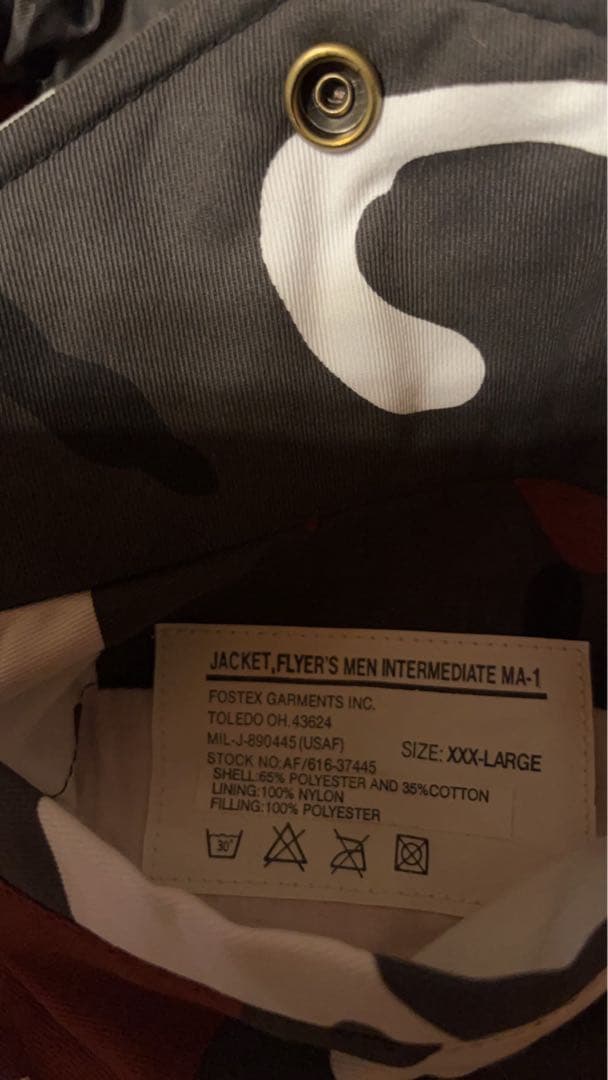 JACKET,FLYER'S MEN INTERMEDIATE MA-1
FOSTEX GARMENTS INC.
TOLEDO OH.43624
MIL-J-890445(USAF)
SIZE: XXX-LARGE
STOCK NO:AF/616-37445
SHELL:65% POLYESTER AND 35%COTTON
LINING:100% NYLON
FILLING:100% POLYESTER
30°